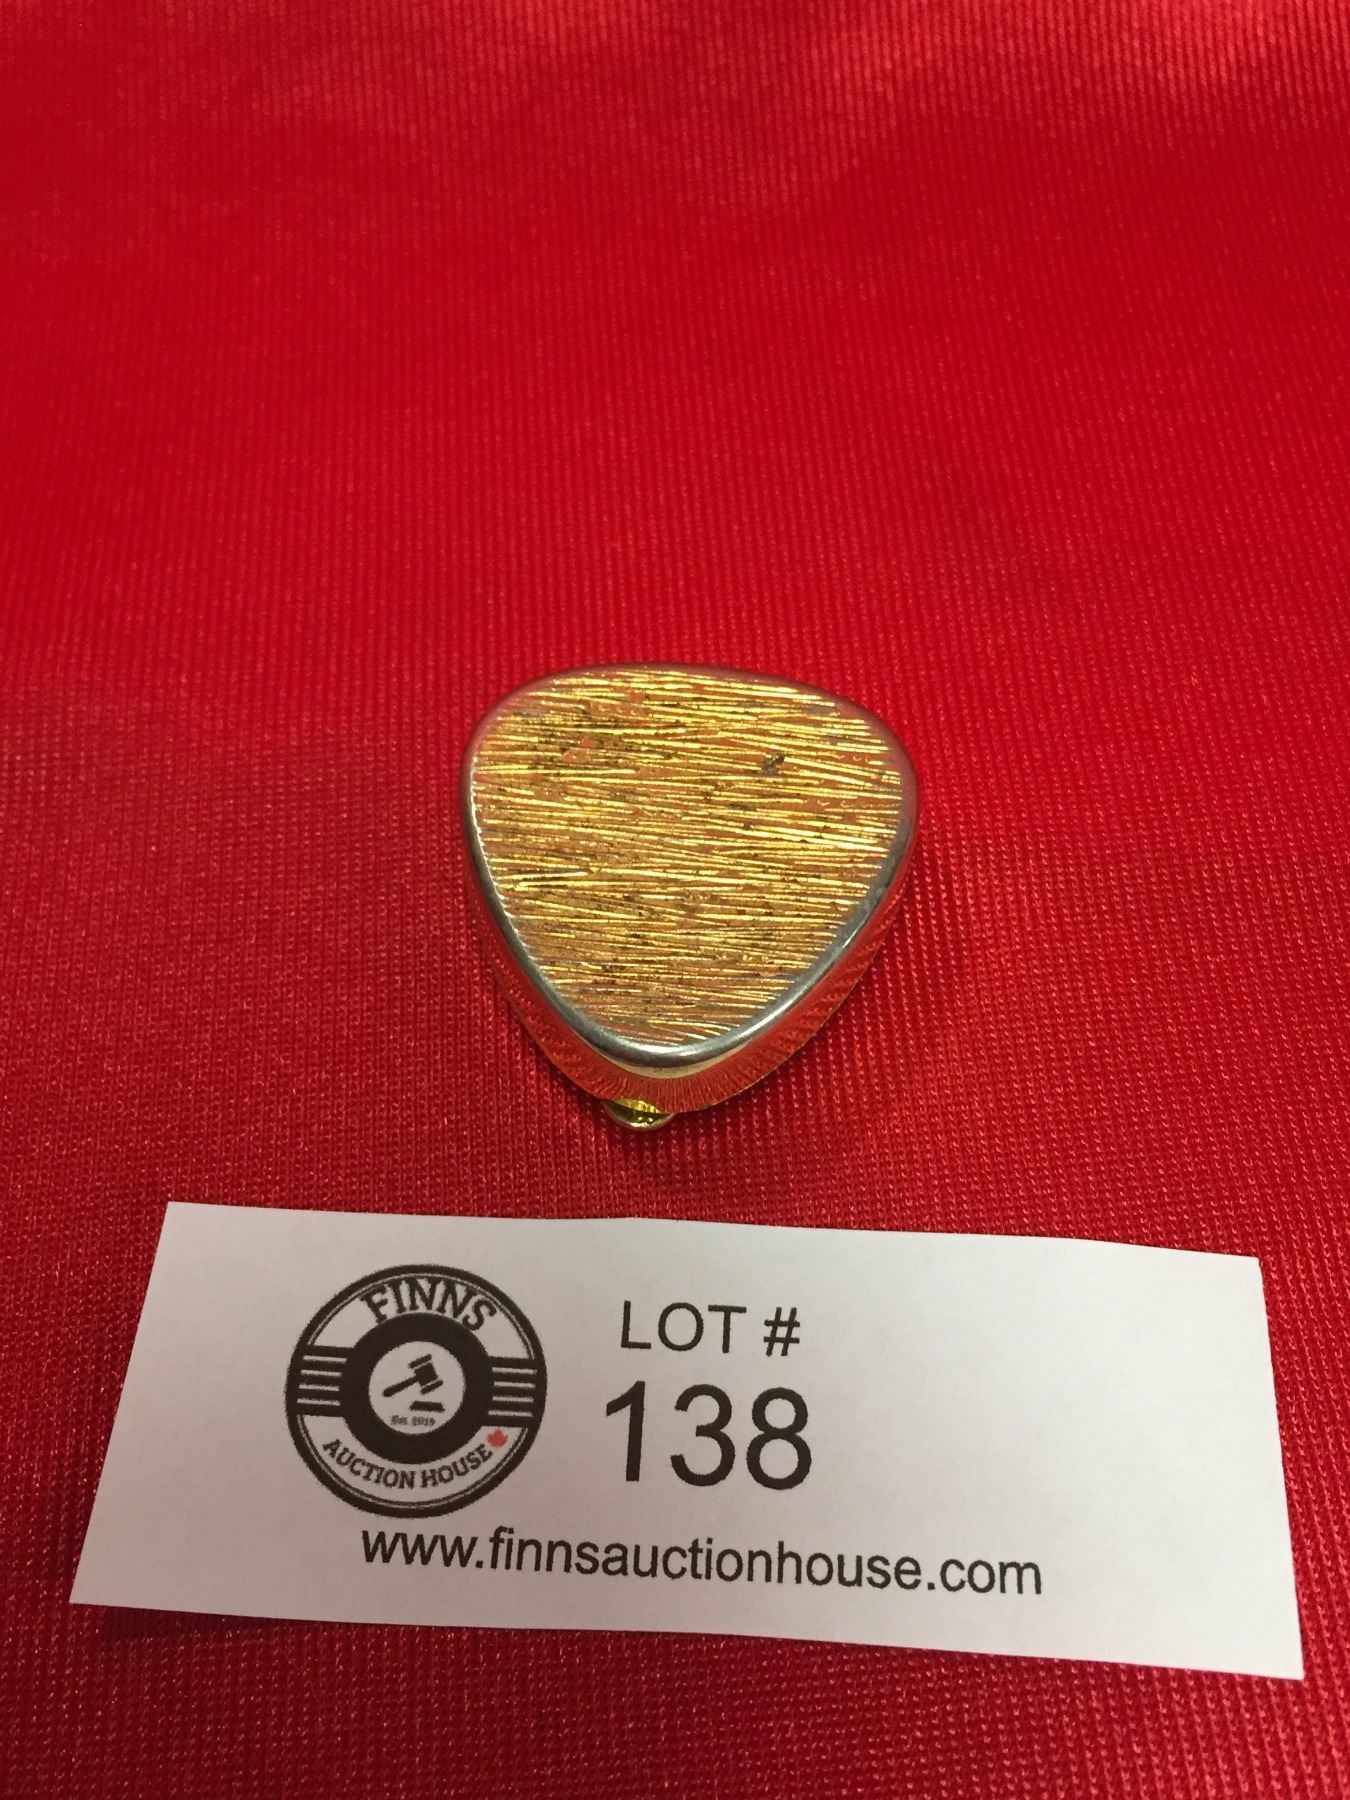 FINNS
Est. 2019
AUCTION HOUSE
LOT #
138
www.finnsauctionhouse.com